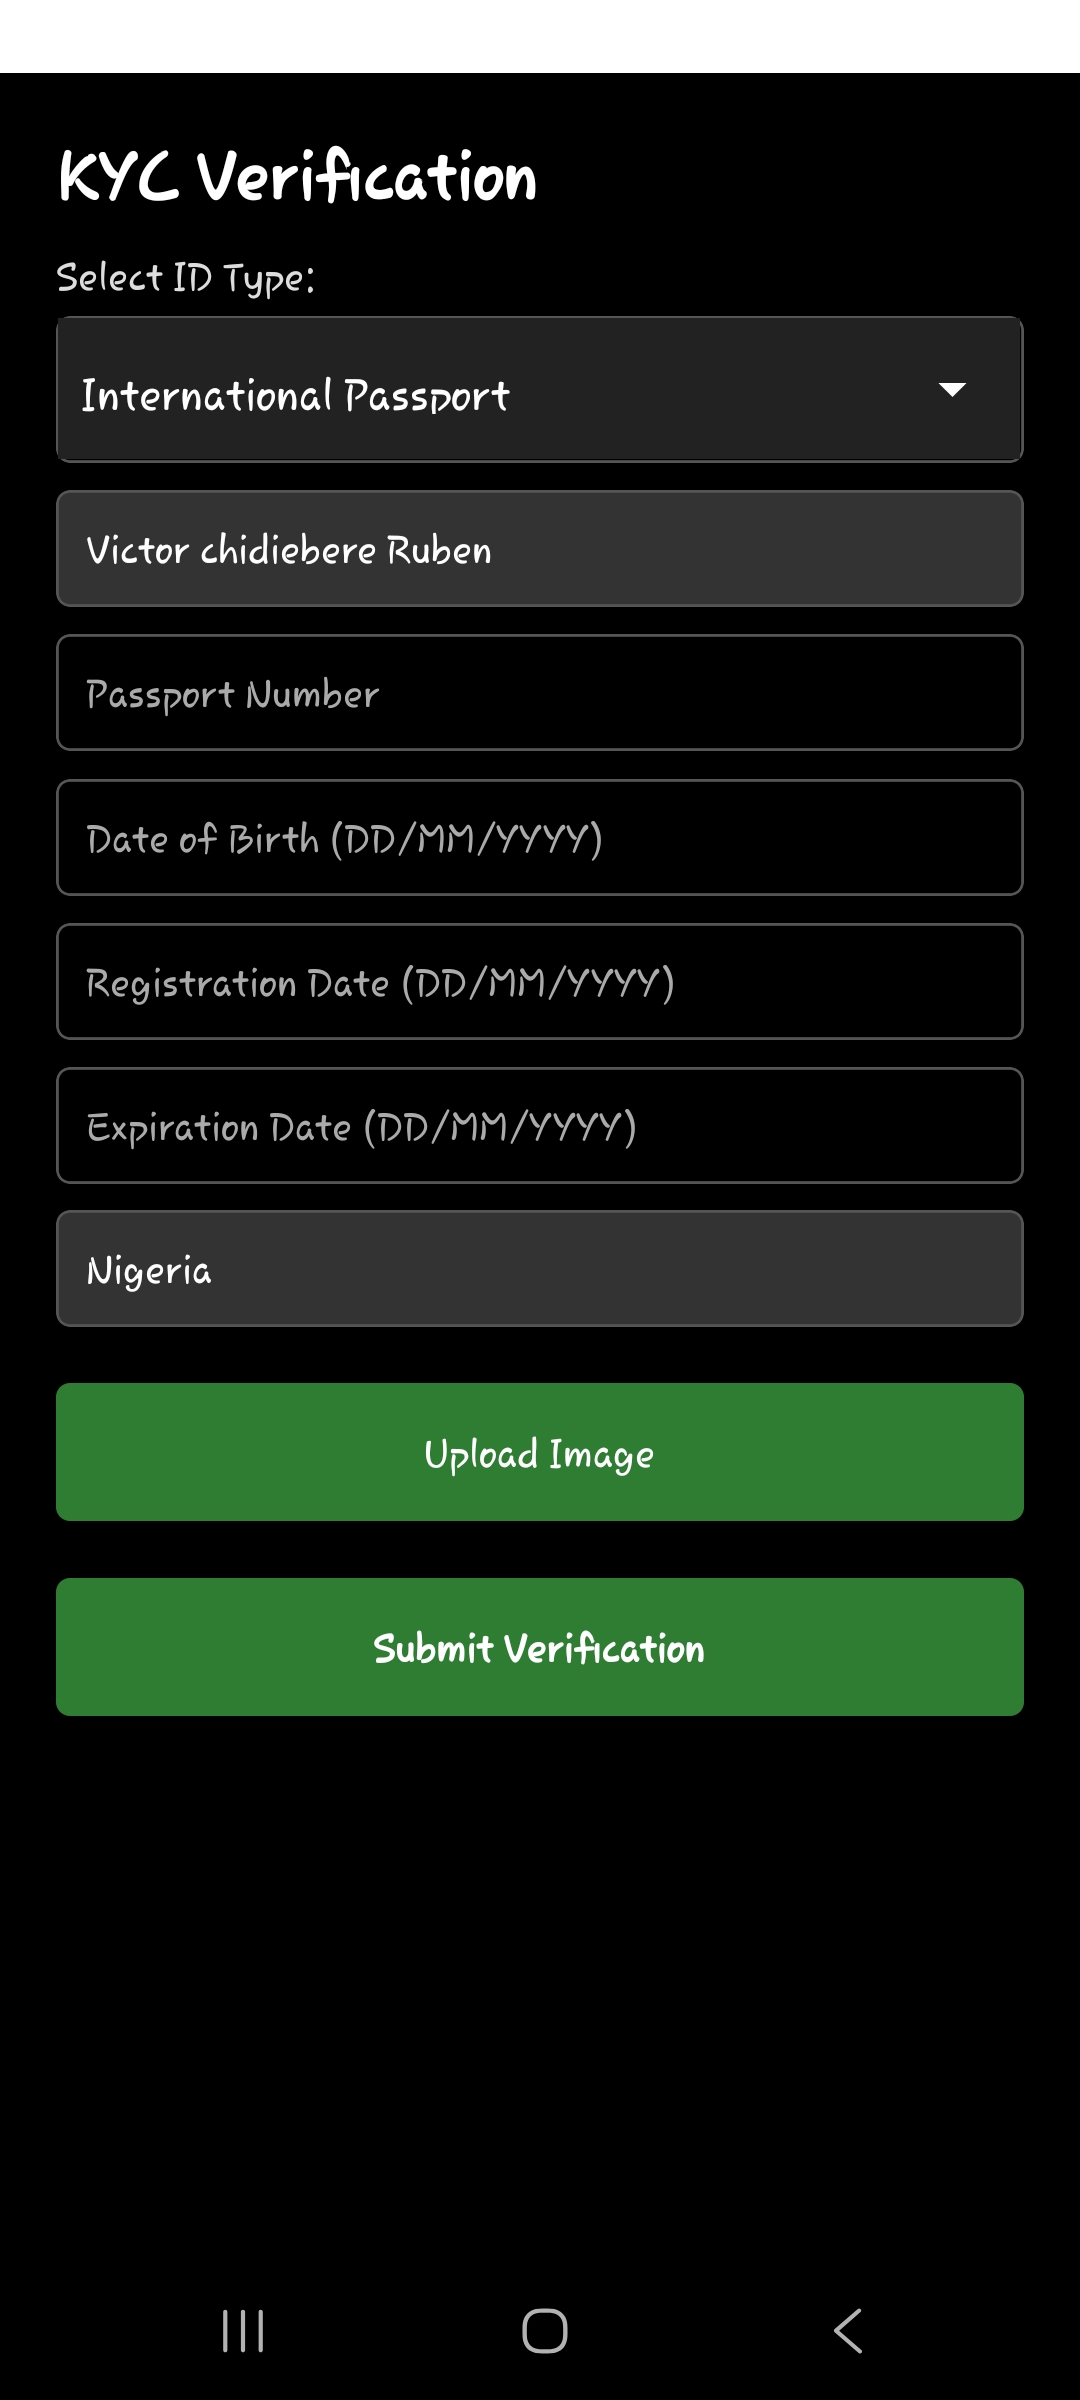 KYC Verification
Select ID Type:
International Passport
Victor chidiebere Ruben
Passport Number
Date of Birth (DD/MM/YYYY)
Registration Date (DD/MM/YYYY)
Expiration Date (DD/MM/YYYY)
Nigeria
Upload Image
Submit Verification